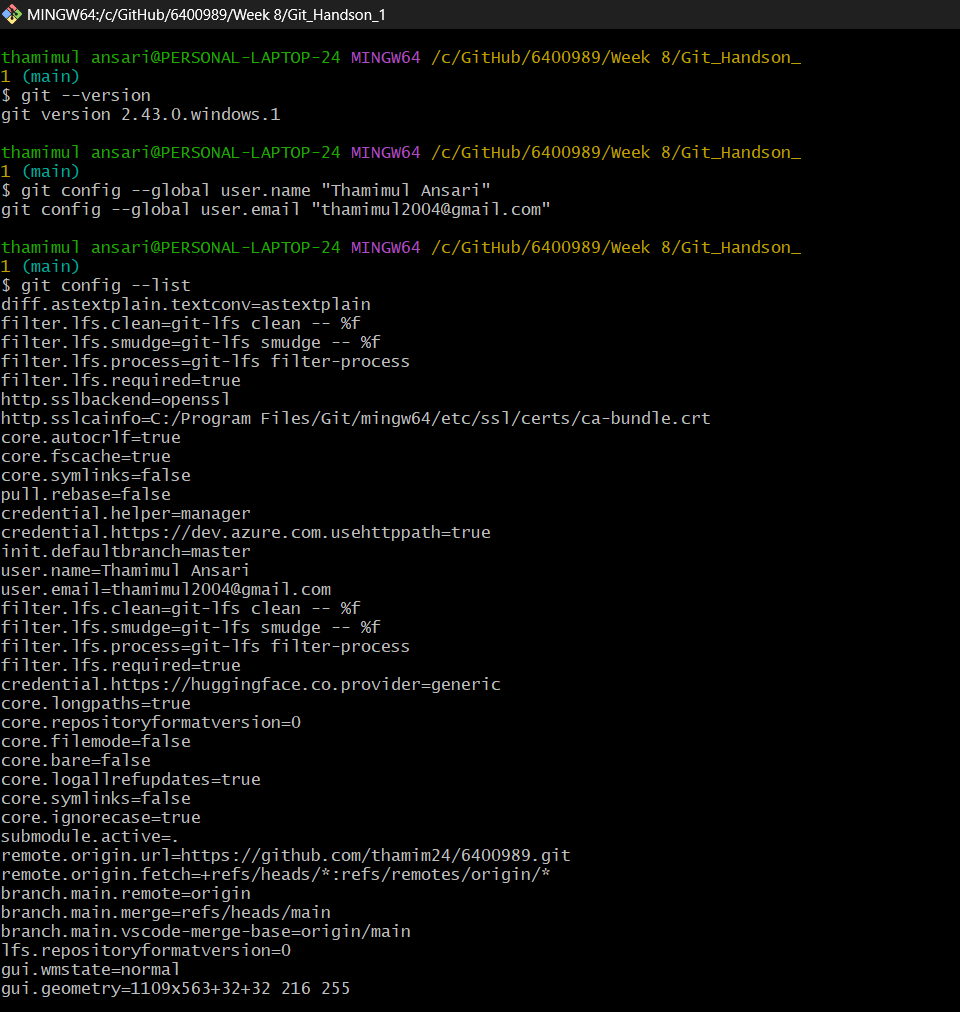 MINGW64:/c/GitHub/6400989/Week 8/Git_Handson_1
thamimul ansari@PERSONAL-LAPTOP-24 MINGW64 /c/GitHub/6400989/Week 8/Git_Handson_
1 (main)
$ git --version
git version 2.43.0.windows.1
thamimul ansari@PERSONAL-LAPTOP-24 MINGW64 /c/GitHub/6400989/Week 8/Git_Handson_
1 (main)
$ git config --global user.name "Thamimul Ansari"
git config --global user.email "thamimul2004@gmail.com"
thamimul ansari@PERSONAL-LAPTOP-24 MINGW64 /c/GitHub/6400989/Week 8/Git_Handson_
1 (main)
$ git config --list
diff.astextplain.textconv=astextplain
filter.lfs.clean=git-lfs clean -- %f
filter.lfs.smudge=git-lfs smudge -- %f
filter.lfs.process=git-lfs filter-process
filter.lfs.required=true
http.sslbackend=openssl
http.sslcainfo=C:/Program Files/Git/mingw64/etc/ssl/certs/ca-bundle.crt
core.autocrlf=true
core.fscache=true
core.symlinks=false
pull.rebase=false
credential.helper=manager
credential.https://dev.azure.com.usehttppath=true
init.defaultbranch=master
user.name=Thamimul Ansari
user.email=thamimul2004@gmail.com
filter.lfs.clean=git-lfs clean -- %f
filter.lfs.smudge=git-lfs smudge -- %f
filter.lfs.process=git-lfs filter-process
filter.lfs.required=true
credential.https://huggingface.co.provider=generic
core.longpaths=true
core.repositoryformatversion=0
core.filemode=false
core.bare=false
core.logallrefupdates=true
core.symlinks=false
core.ignorecase=true
submodule.active=.
remote.origin.url=https://github.com/thamim24/6400989.git
remote.origin.fetch=+refs/heads/*:refs/remotes/origin/*
branch.main.remote=origin
branch.main.merge=refs/heads/main
branch.main.vscode-merge-base=origin/main
lfs.repositoryformatversion=0
gui.wmstate=normal
gui.geometry=1109x563+32+32 216 255